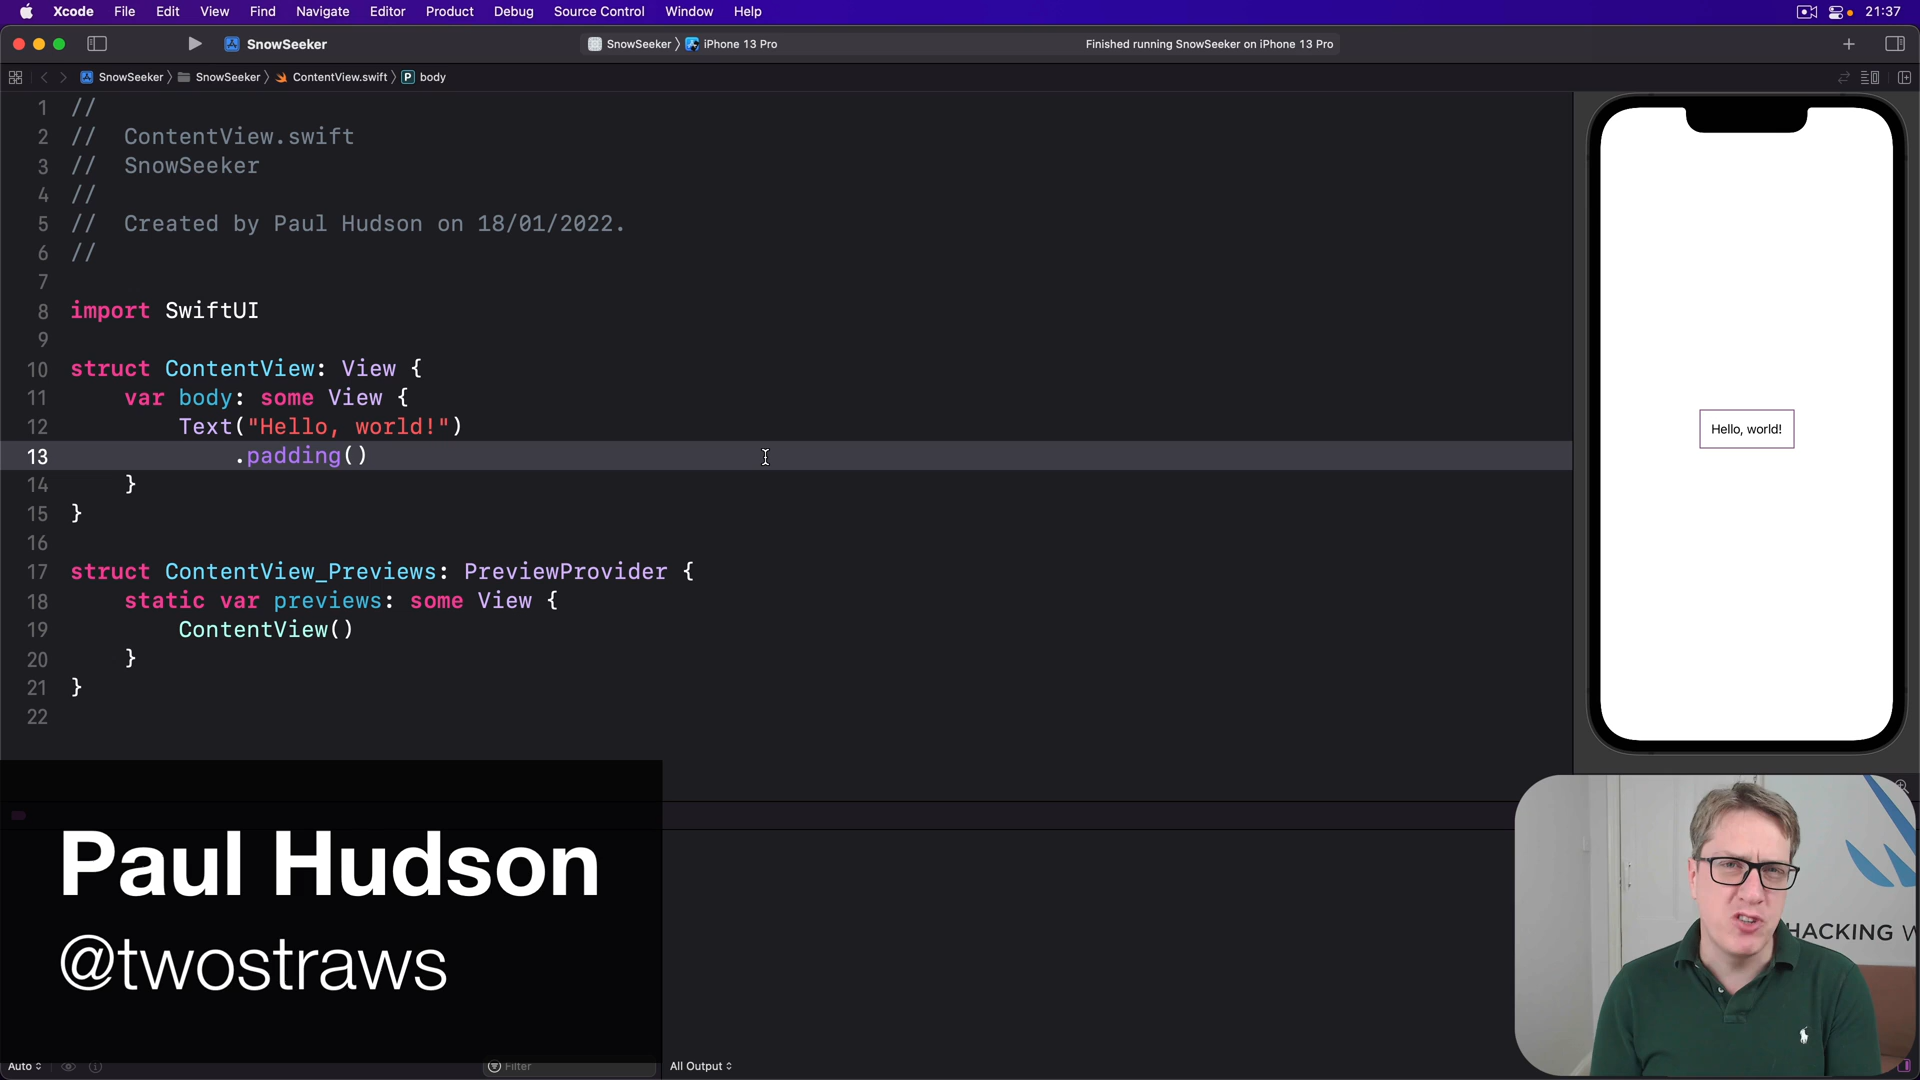 Xcode File Edit View Find Navigate Editor Product Debug Source Control Window Help 21:37
SnowSeeker
SnowSeeker 〉 iPhone 13 Pro
Finished running SnowSeeker on iPhone 13 Pro
SnowSeeker 〉 SnowSeeker 〉 ContentView.swift 〉 P body
1 //
2 //  ContentView.swift
3 //  SnowSeeker
4 //
5 //  Created by Paul Hudson on 18/01/2022.
6 //
7
8 import SwiftUI
9
10 struct ContentView: View {
11     var body: some View {
12         Text("Hello, world!")
13             .padding()
14     }
15 }
16
17 struct ContentView_Previews: PreviewProvider {
18     static var previews: some View {
19         ContentView()
20     }
21 }
22
Hello, world!
Paul Hudson
@twostraws
HACKING W
Auto
Filter
All Output